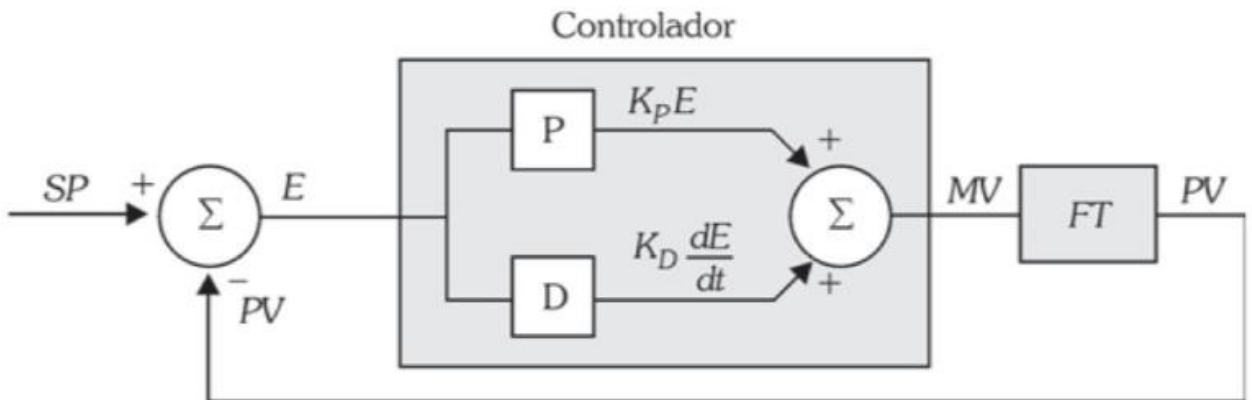 Controlador
K_P E
P
+
SP
+
Σ
E
Σ
MV
FT
PV
K_D dE/dt
−
PV
D
+